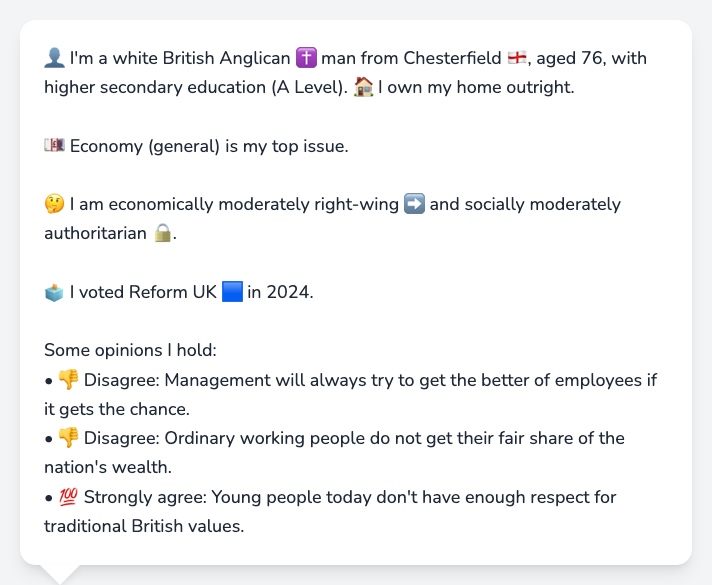 👤 I'm a white British Anglican ✝️ man from Chesterfield 🏴󠁧󠁢󠁥󠁮󠁧󠁿, aged 76, with
higher secondary education (A Level). 🏠 I own my home outright.
💷 Economy (general) is my top issue.
🤔 I am economically moderately right-wing ➡️ and socially moderately
authoritarian 🔒.
🗳️ I voted Reform UK 🟦 in 2024.
Some opinions I hold:
• 👎 Disagree: Management will always try to get the better of employees if
it gets the chance.
• 👎 Disagree: Ordinary working people do not get their fair share of the
nation's wealth.
• 💯 Strongly agree: Young people today don't have enough respect for
traditional British values.